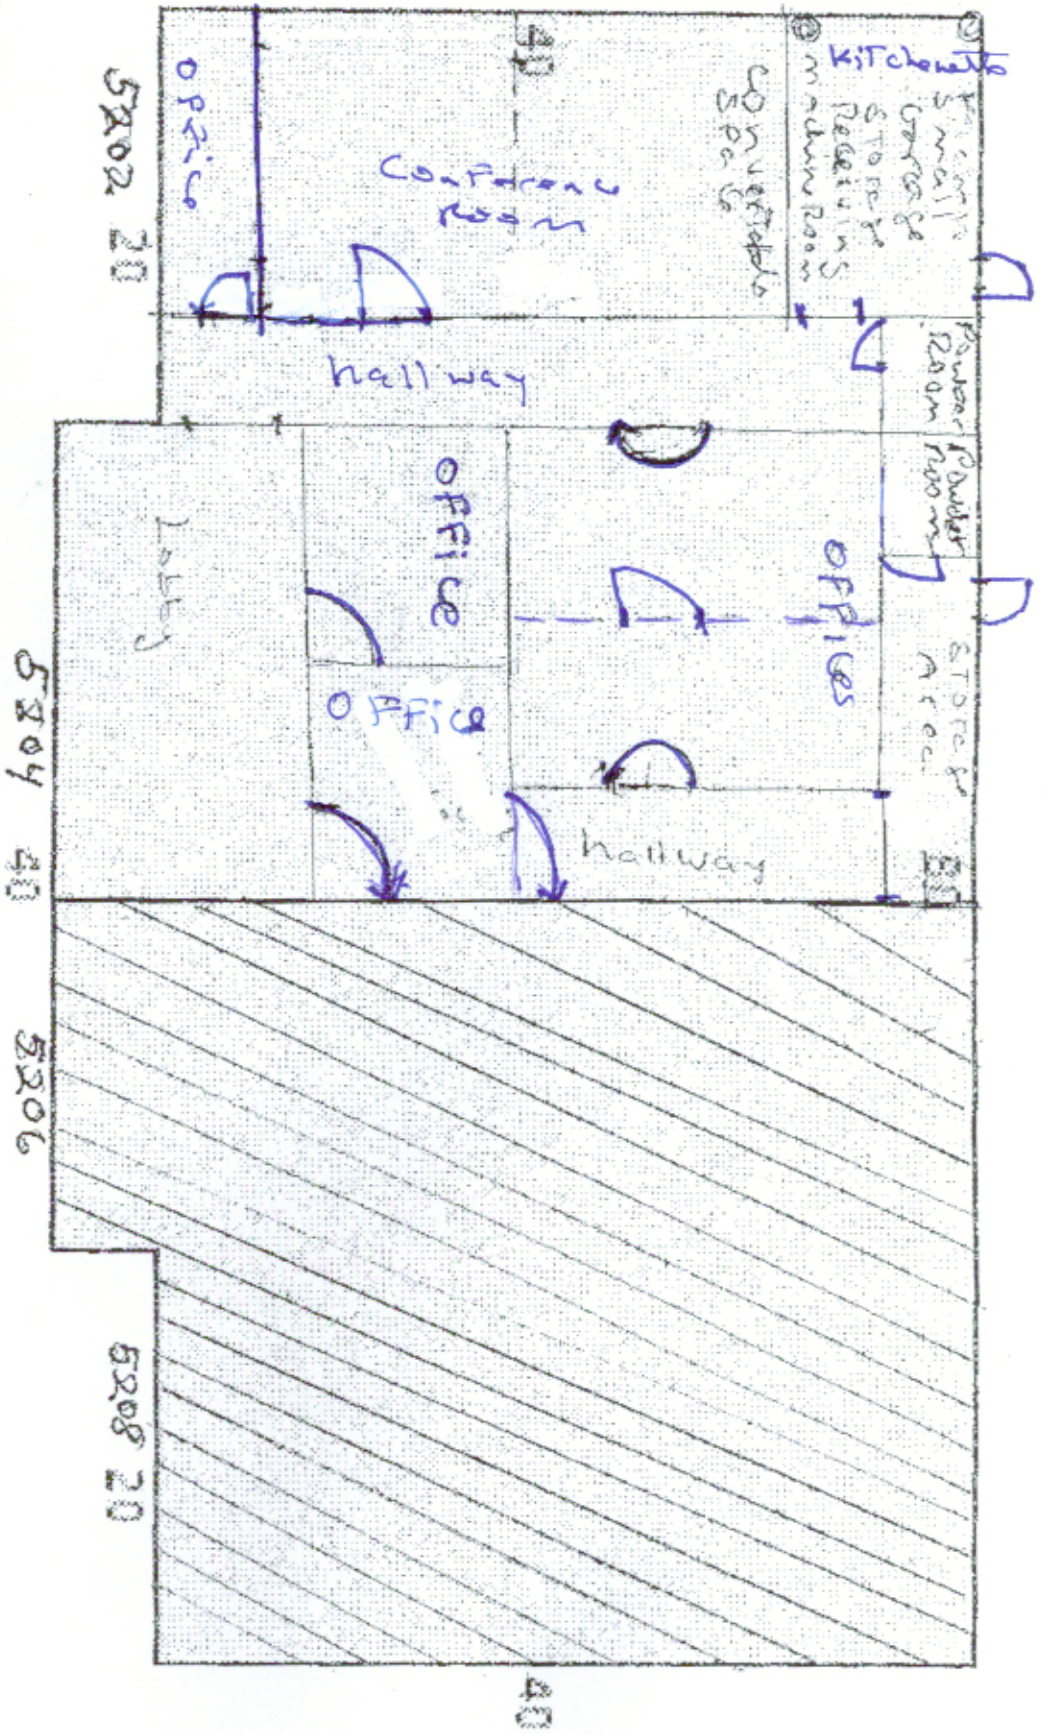 Kitchenette
small
Garage
Storage
Receiving
machine Room
40
convertable
space
Conference
Room
office
5202 20
hallway
Powder
Room
Powder
Room
office
offices
office
Lobby
Storage
Area
hallway
5204 40
5206
5208 20
40